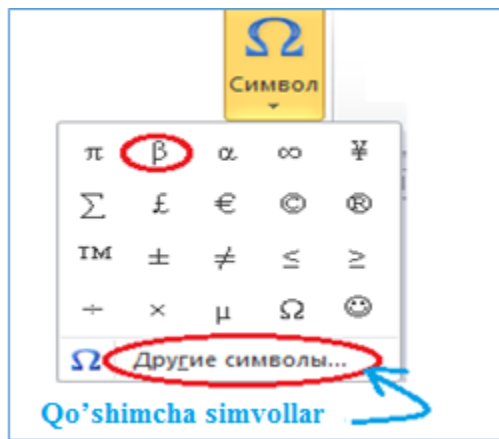 Ω
Символ
π β α ∞ ¥
∑ £ € © ®
™ ± ≠ ≤ ≥
÷ × µ Ω ☺
Ω Другие символы...
Qo'shimcha simvollar